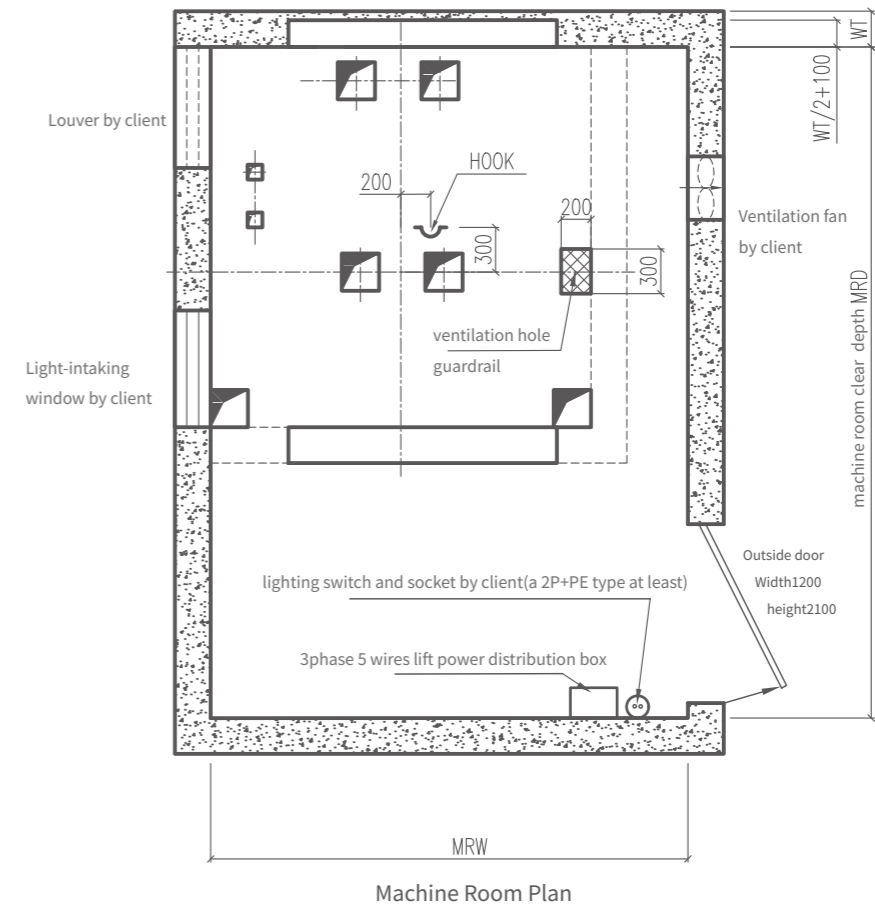 WT
WT/2+100
Louver by client
HOOK
200
200
Ventilation fan
by client
300
300
machine room clear depth MRD
ventilation hole
guardrail
Light-intaking
window by client
Outside door
Width1200
height2100
lighting switch and socket by client(a 2P+PE type at least)
3phase 5 wires lift power distribution box
MRW
Machine Room Plan